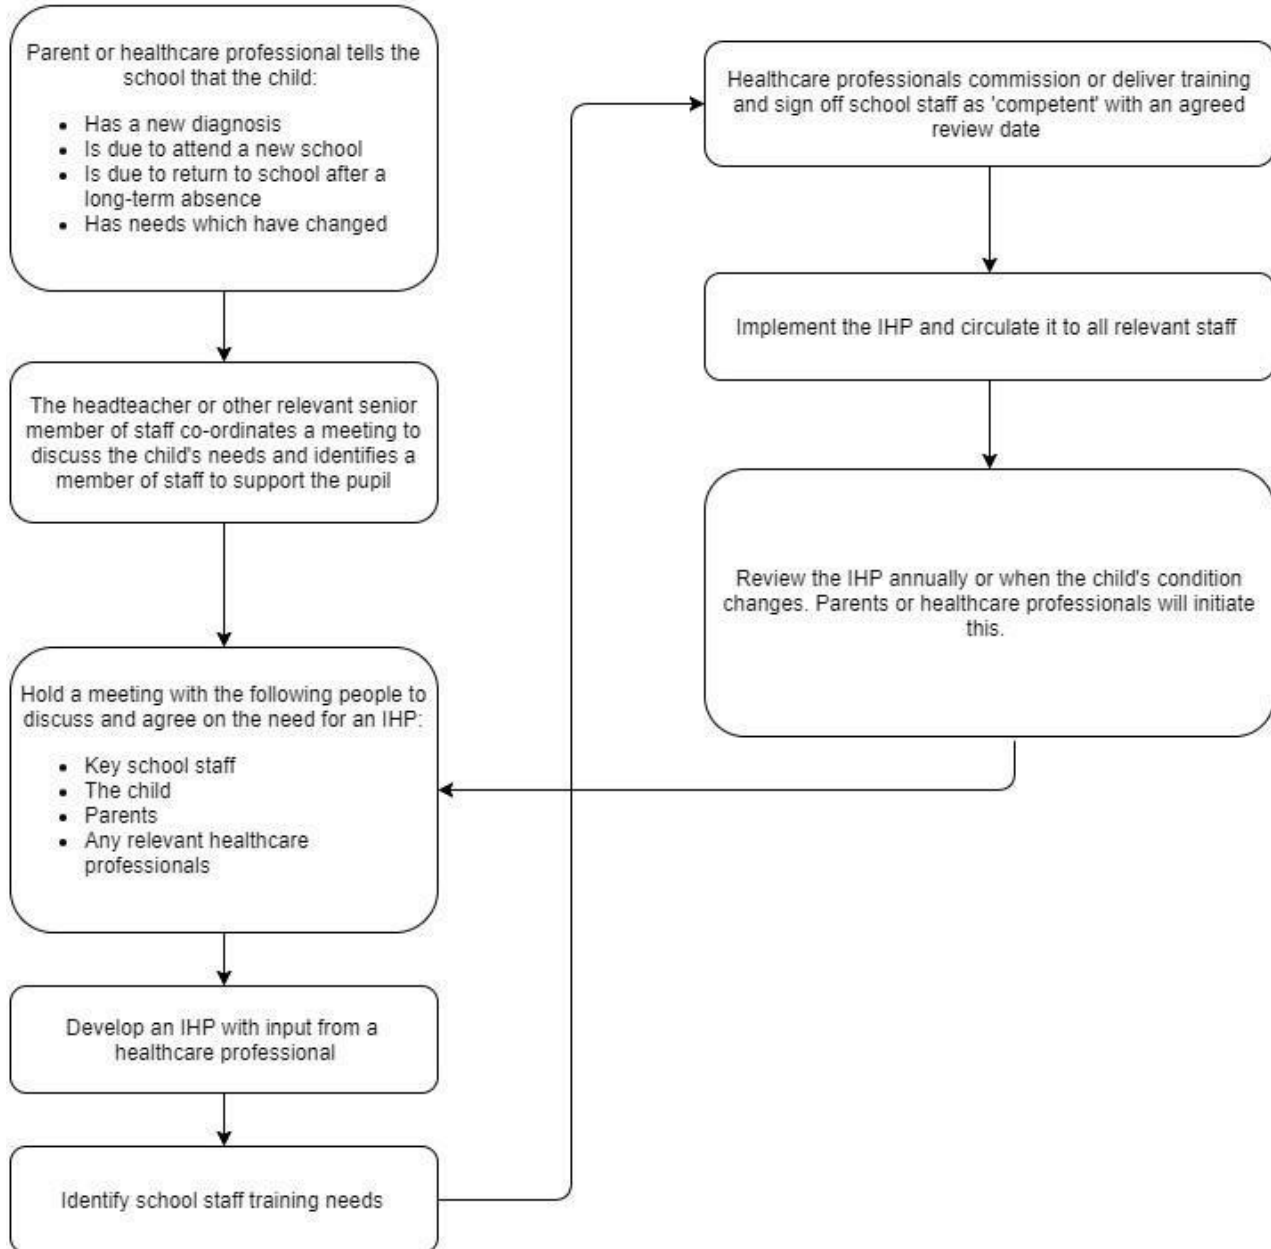 Parent or healthcare professional tells the
school that the child:
• Has a new diagnosis
• Is due to attend a new school
• Is due to return to school after a
long-term absence
• Has needs which have changed
The headteacher or other relevant senior
member of staff co-ordinates a meeting to
discuss the child's needs and identifies a
member of staff to support the pupil
Hold a meeting with the following people to
discuss and agree on the need for an IHP:
• Key school staff
• The child
• Parents
• Any relevant healthcare
professionals
Develop an IHP with input from a
healthcare professional
Identify school staff training needs
Healthcare professionals commission or deliver training
and sign off school staff as 'competent' with an agreed
review date
Implement the IHP and circulate it to all relevant staff
Review the IHP annually or when the child's condition
changes. Parents or healthcare professionals will initiate
this.